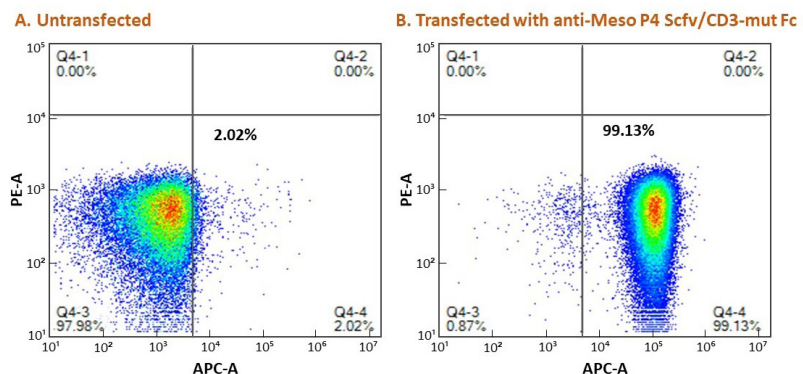 A. Untransfected
10⁵
Q4-1
0.00%
Q4-2
0.00%
10⁴
2.02%
10³
PE-A
10²
Q4-3
97.98%
Q4-4
2.02%
10¹
10¹ 10² 10³ 10⁴ 10⁵ 10⁶ 10⁷
APC-A
B. Transfected with anti-Meso P4 Scfv/CD3-mut Fc
10⁵
Q4-1
0.00%
Q4-2
0.00%
10⁴
99.13%
10³
PE-A
10²
Q4-3
0.87%
Q4-4
99.13%
10¹
10¹ 10² 10³ 10⁴ 10⁵ 10⁶ 10⁷
APC-A